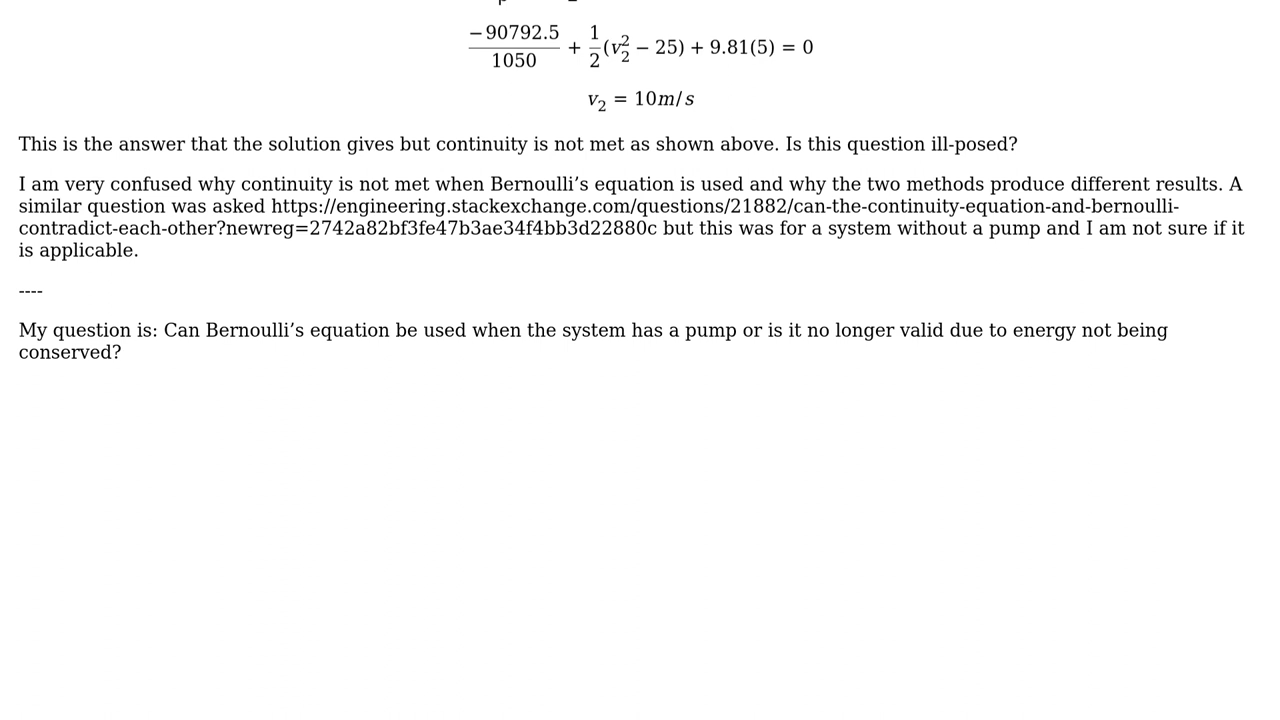 −90792.5/1050 + 1/2(v₂² − 25) + 9.81(5) = 0
v₂ = 10m/s
This is the answer that the solution gives but continuity is not met as shown above. Is this question ill-posed?
I am very confused why continuity is not met when Bernoulli’s equation is used and why the two methods produce different results. A
similar question was asked https://engineering.stackexchange.com/questions/21882/can-the-continuity-equation-and-bernoulli-
contradict-each-other?newreg=2742a82bf3fe47b3ae34f4bb3d22880c but this was for a system without a pump and I am not sure if it
is applicable.
----
My question is: Can Bernoulli’s equation be used when the system has a pump or is it no longer valid due to energy not being
conserved?